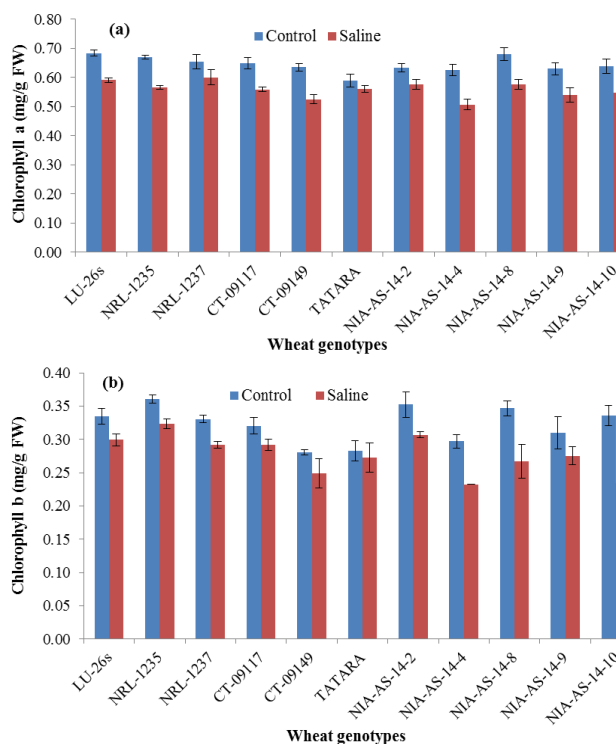 (a)
Control Saline
Chlorophyll a (mg/g FW)
0.80
0.70
0.60
0.50
0.40
0.30
0.20
0.10
0.00
LU-26s
NRL-1235
NRL-1237
CT-09117
CT-09149
TATARA
NIA-AS-14-2
NIA-AS-14-4
NIA-AS-14-8
NIA-AS-14-9
NIA-AS-14-10
Wheat genotypes
(b)
Control Saline
Chlorophyll b (mg/g FW)
0.40
0.35
0.30
0.25
0.20
0.15
0.10
0.05
0.00
LU-26s
NRL-1235
NRL-1237
CT-09117
CT-09149
TATARA
NIA-AS-14-2
NIA-AS-14-4
NIA-AS-14-8
NIA-AS-14-9
NIA-AS-14-10
Wheat genotypes